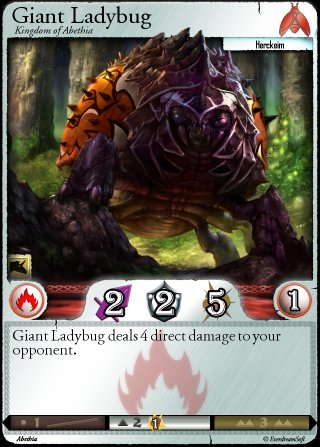 Giant Ladybug
Kingdom of Abethia
Herckeim
2 2 5 1
Giant Ladybug deals 4 direct damage to your
opponent.
1 2 1 3
Abethia © EverdreamSoft